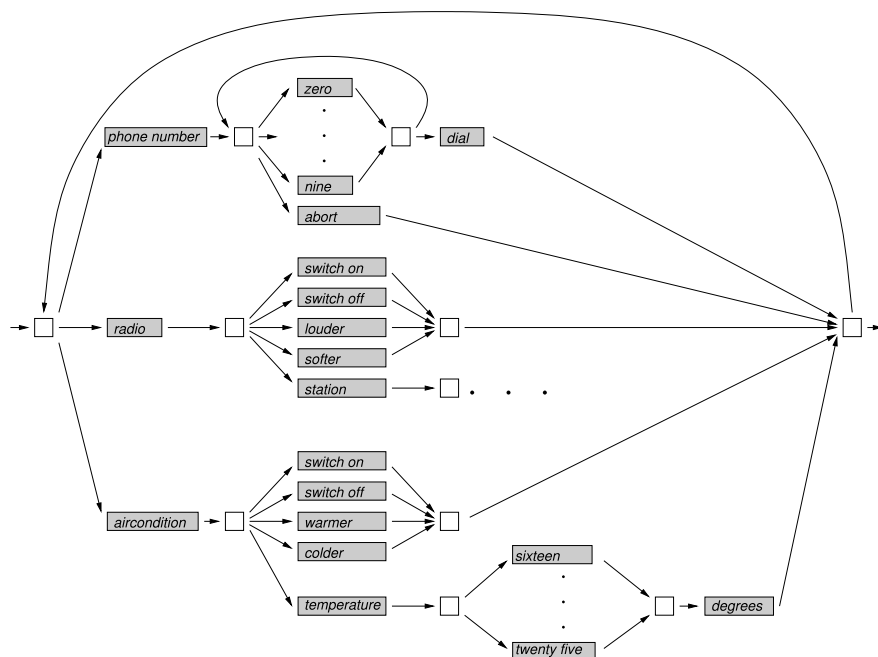 zero
phone number
dial
nine
abort
switch on
switch off
radio
louder
softer
station
switch on
switch off
aircondition
warmer
colder
sixteen
temperature
degrees
twenty five